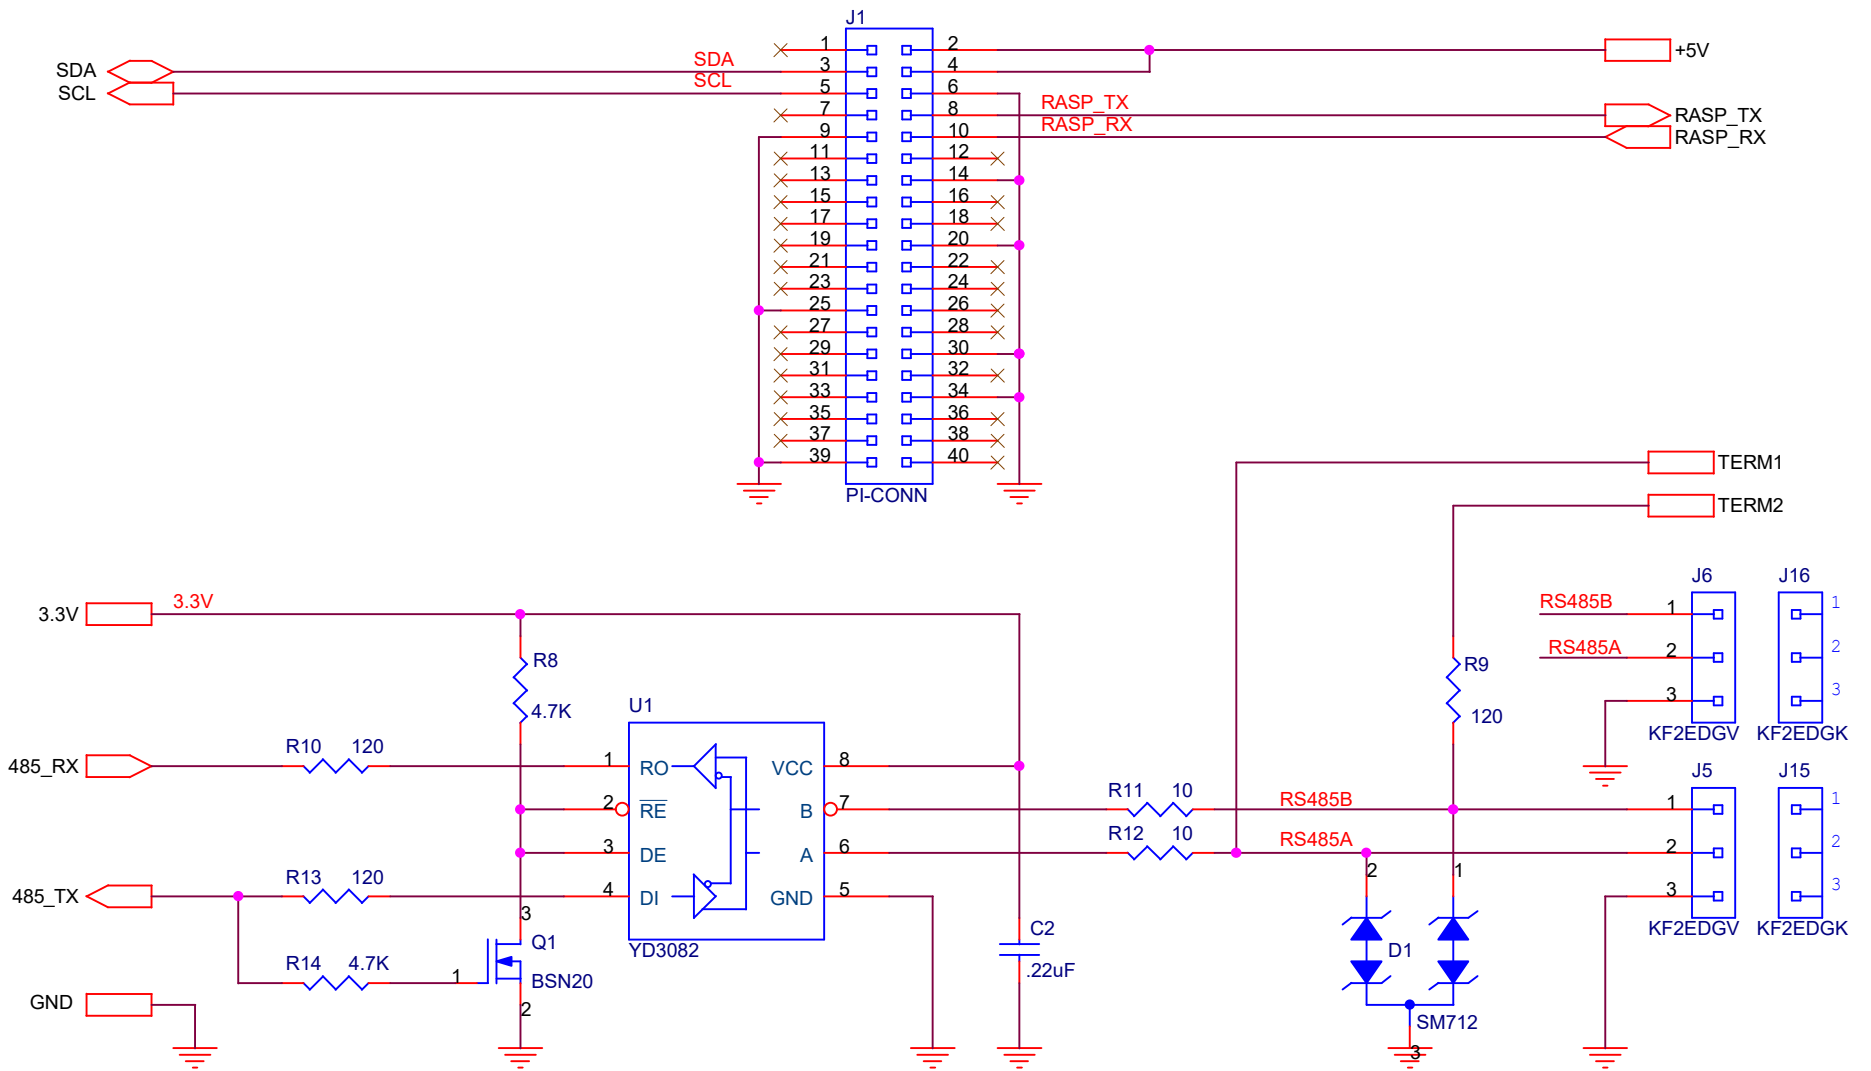 J1
1 2
+5V
SDA SDA 3 4
SCL SCL 5 6
7 8 RASP_TX RASP_TX
9 10 RASP_RX RASP_RX
11 12
13 14
15 16
17 18
19 20
21 22
23 24
25 26
27 28
29 30
31 32
33 34
35 36
37 38
39 40
PI-CONN
TERM1
TERM2
3.3V 3.3V
R8
4.7K
U1
485_RX R10 120 1 RO VCC 8
2 RE B 7 R11 10 RS485B
3 DE A 6 R12 10 RS485A
485_TX R13 120 4 DI GND 5
YD3082
R14 4.7K 1
3
Q1
BSN20
2
GND
C2
.22uF
R9
120
2 1
D1
SM712
3
J6 J16
RS485B 1 1
RS485A 2 2
3 3
KF2EDGV KF2EDGK
J5 J15
1 1
2 2
3 3
KF2EDGV KF2EDGK